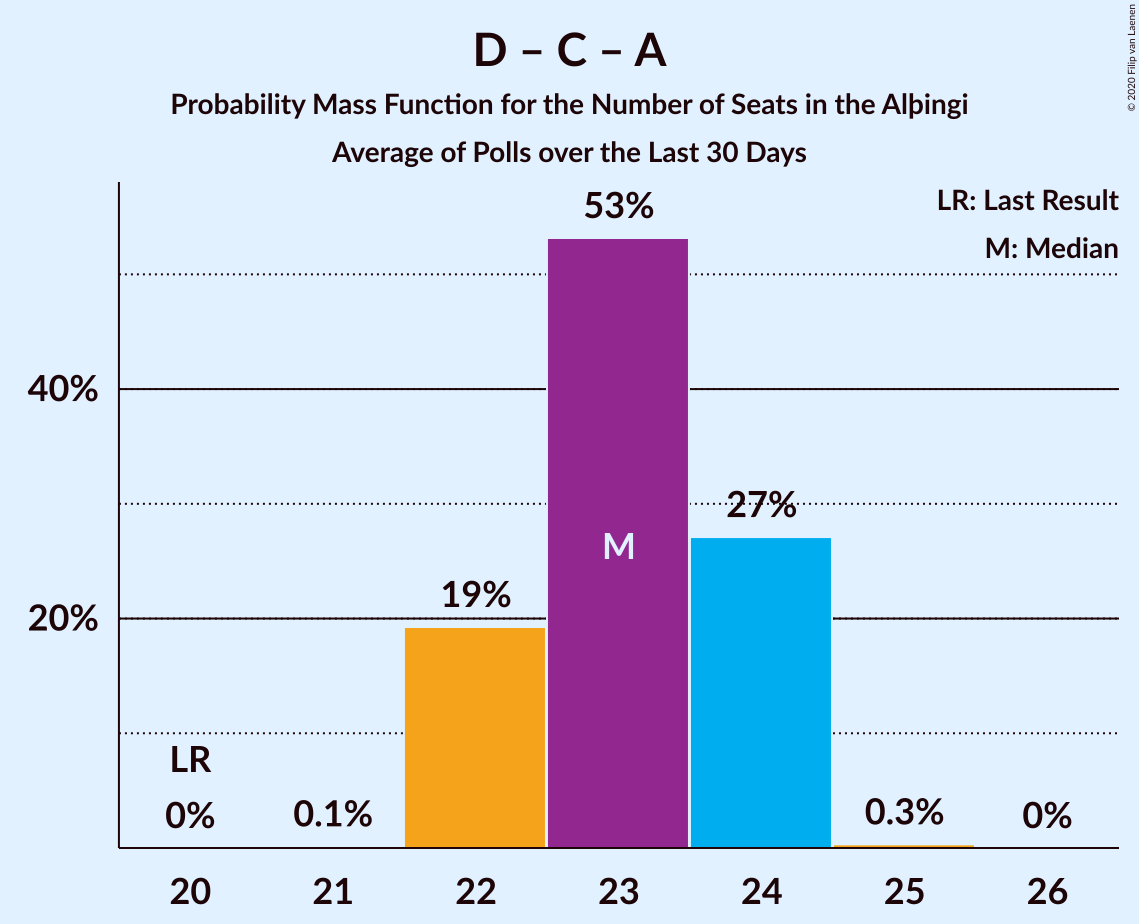 D – C – A
Probability Mass Function for the Number of Seats in the Alþingi
Average of Polls over the Last 30 Days
© 2020 Filip van Laenen
LR: Last Result
M: Median
53%
40%
27%
M
19%
20%
LR
0%
0.1%
0.3%
0%
20 21 22 23 24 25 26